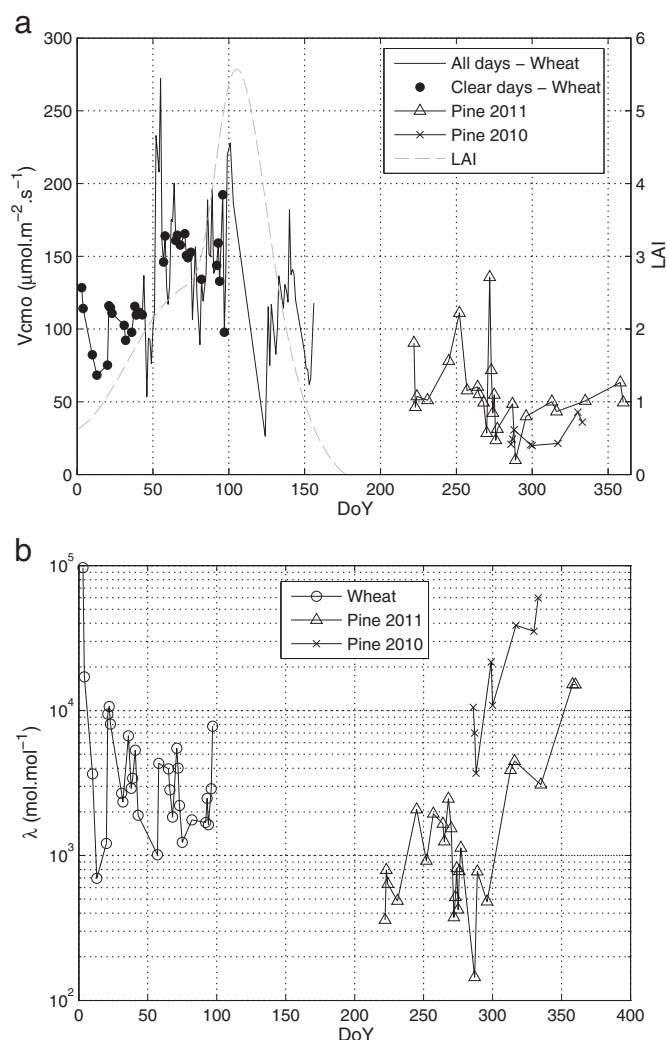 a
300
250
200
150
100
50
0
Vcmo (μmol.m⁻².s⁻¹)
0 50 100 150 200 250 300 350
DoY
6
5
4
3
2
1
0
LAI
All days − Wheat
Clear days − Wheat
Pine 2011
Pine 2010
LAI
b
10⁵
10⁴
10³
10²
λ (mol.mol⁻¹)
0 50 100 150 200 250 300 350 400
DoY
Wheat
Pine 2011
Pine 2010